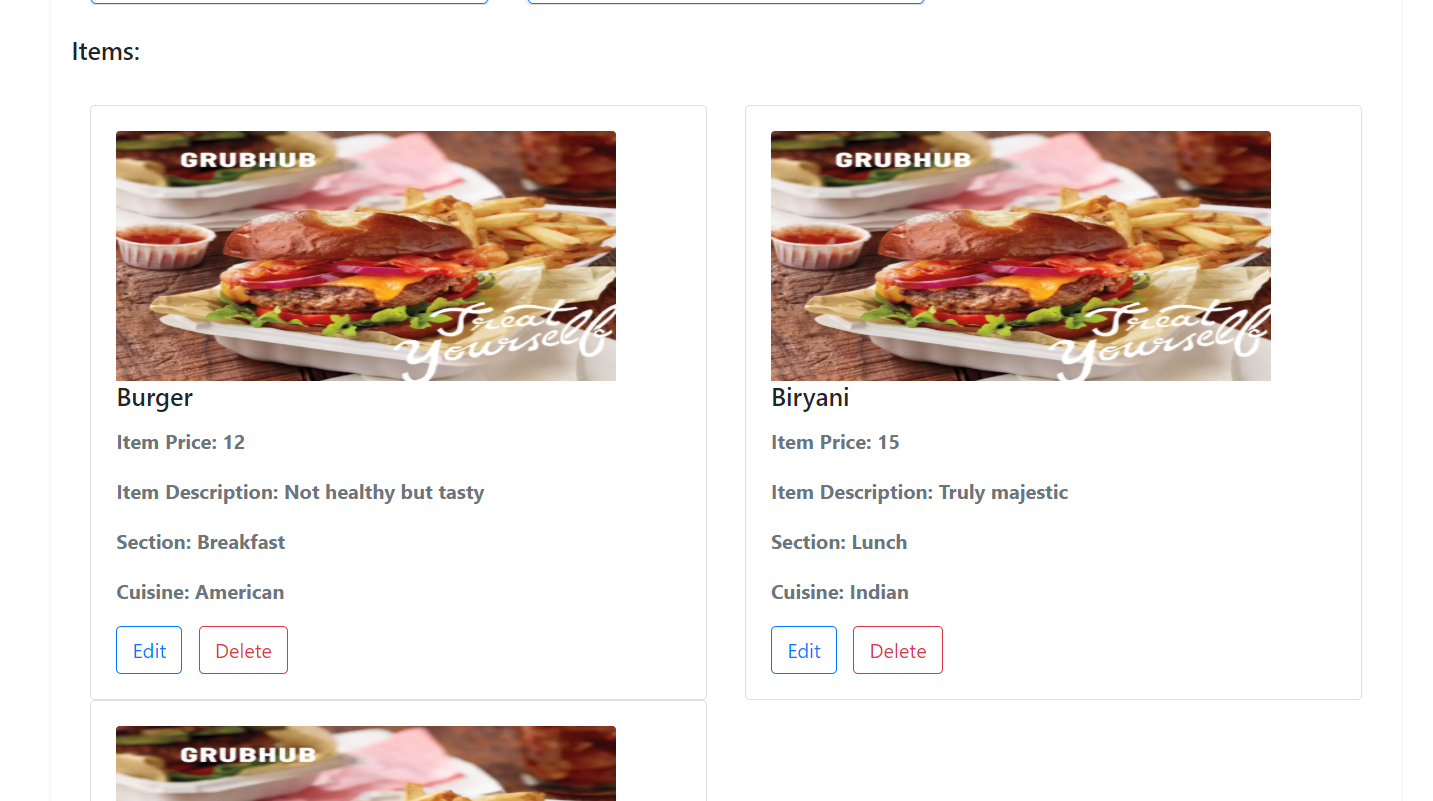 Items:
GRUBHUB
Treat
Yourself
Burger
Item Price: 12
Item Description: Not healthy but tasty
Section: Breakfast
Cuisine: American
Edit Delete
GRUBHUB
Treat
Yourself
Biryani
Item Price: 15
Item Description: Truly majestic
Section: Lunch
Cuisine: Indian
Edit Delete
GRUBHUB